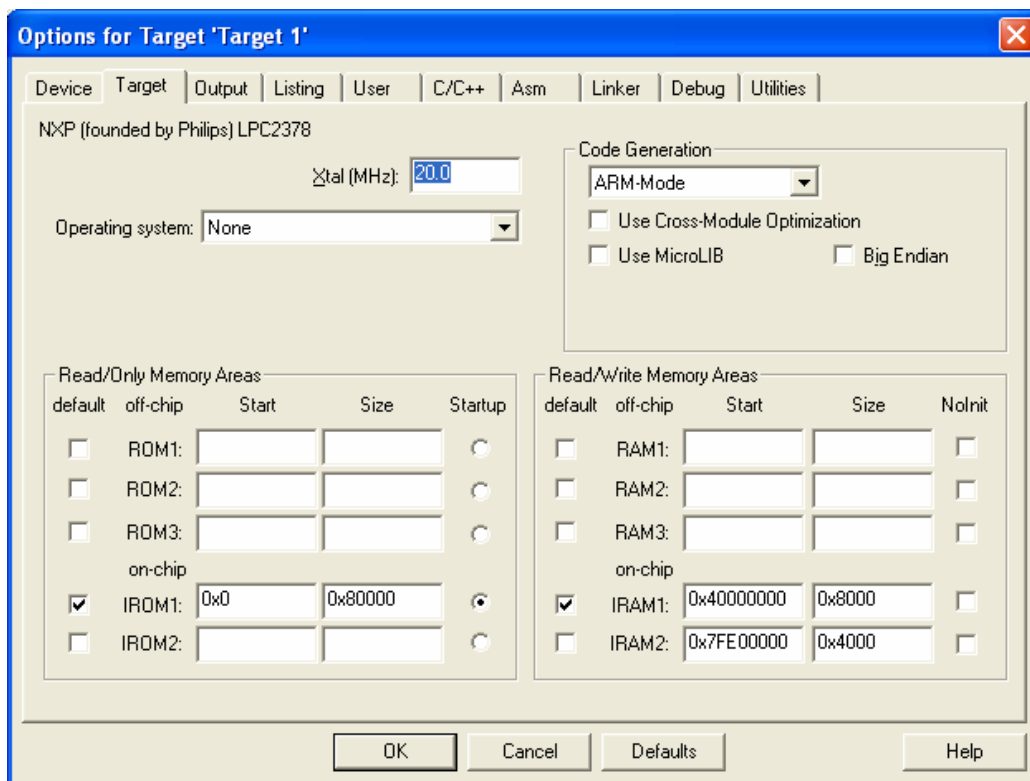 Options for Target 'Target 1'
Device Target Output Listing User C/C++ Asm Linker Debug Utilities
NXP (founded by Philips) LPC2378
Xtal (MHz): 20.0
Operating system: None
Code Generation
ARM-Mode
Use Cross-Module Optimization
Use MicroLIB Big Endian
Read/Only Memory Areas
default off-chip Start Size Startup
ROM1:
ROM2:
ROM3:
on-chip
IROM1: 0x0 0x80000
IROM2:
Read/Write Memory Areas
default off-chip Start Size NoInit
RAM1:
RAM2:
RAM3:
on-chip
IRAM1: 0x40000000 0x8000
IRAM2: 0x7FE00000 0x4000
OK Cancel Defaults Help